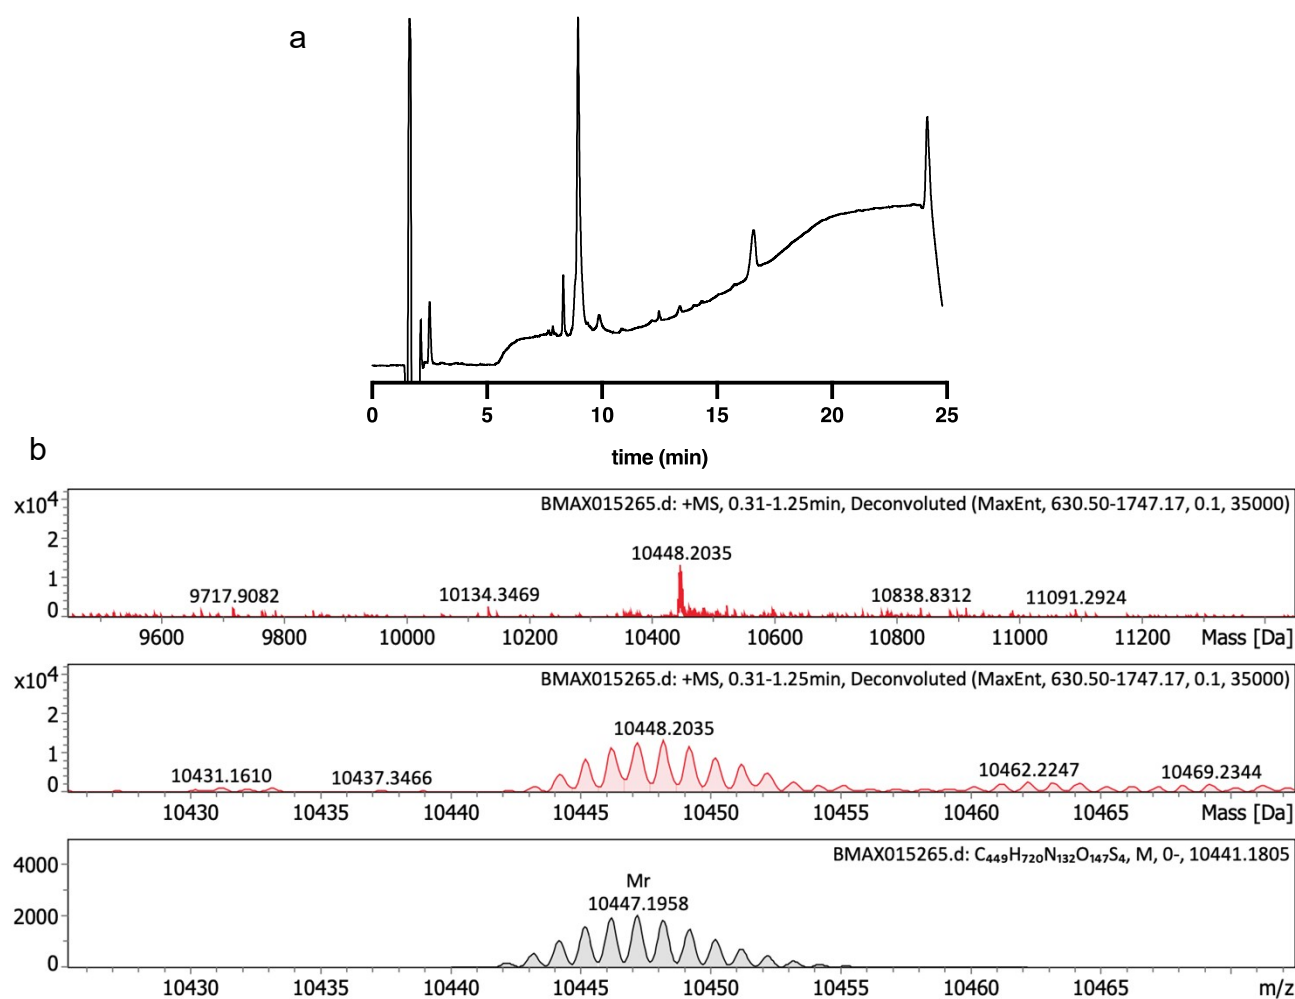 a
0 5 10 15 20 25
time (min)
b
x10⁴
BMAX015265.d: +MS, 0.31-1.25min, Deconvoluted (MaxEnt, 630.50-1747.17, 0.1, 35000)
2
10448.2035
1
9717.9082 10134.3469 10838.8312 11091.2924
0
9600 9800 10000 10200 10400 10600 10800 11000 11200 Mass [Da]
x10⁴
BMAX015265.d: +MS, 0.31-1.25min, Deconvoluted (MaxEnt, 630.50-1747.17, 0.1, 35000)
2
10448.2035
1
10431.1610 10437.3466 10462.2247 10469.2344
0
10430 10435 10440 10445 10450 10455 10460 10465 Mass [Da]
BMAX015265.d: C₄₄₉H₇₂₀N₁₃₂O₁₄₇S₄, M, 0-, 10441.1805
4000
Mr
10447.1958
2000
0
10430 10435 10440 10445 10450 10455 10460 10465 m/z